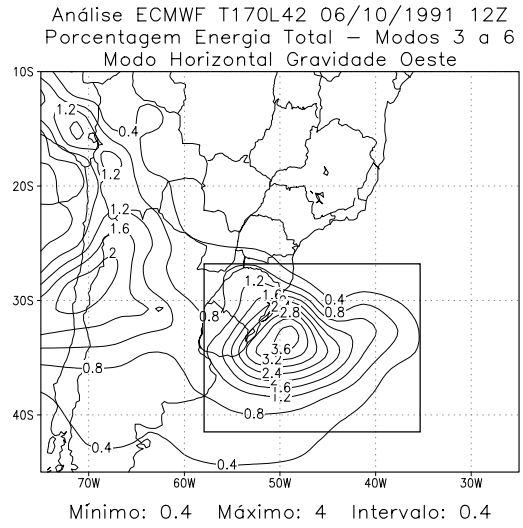 Análise ECMWF T170L42 06/10/1991 12Z
Porcentagem Energia Total – Modos 3 a 6
Modo Horizontal Gravidade Oeste
10S
1.2
0.4
1.2
20S
1.2
1.6
2
1.2
30S
1.6
0.4
2.8
0.8
0.8
3.6
3.2
0.8
2.4
1.6
1.2
0.8
40S
0.4
0.4
70W 60W 50W 40W 30W
Mínimo: 0.4 Máximo: 4 Intervalo: 0.4